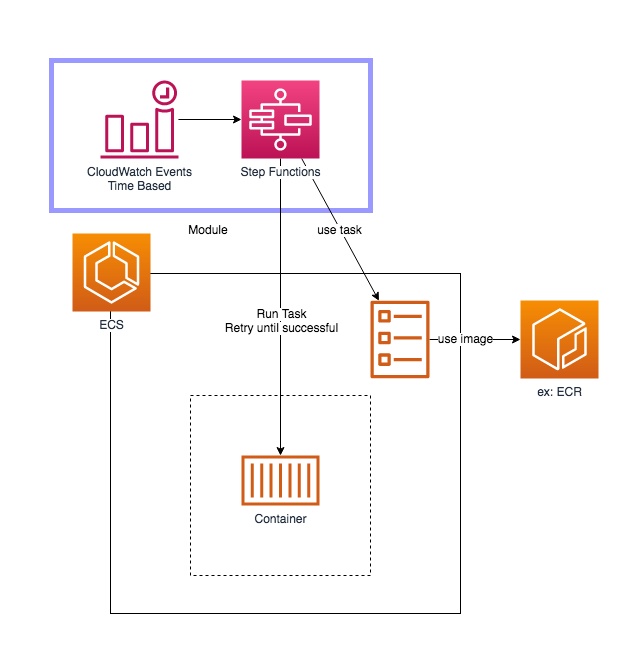 CloudWatch Events
Time Based
Step Functions
Module
use task
ECS
Run Task
Retry until successful
use image
ex: ECR
Container